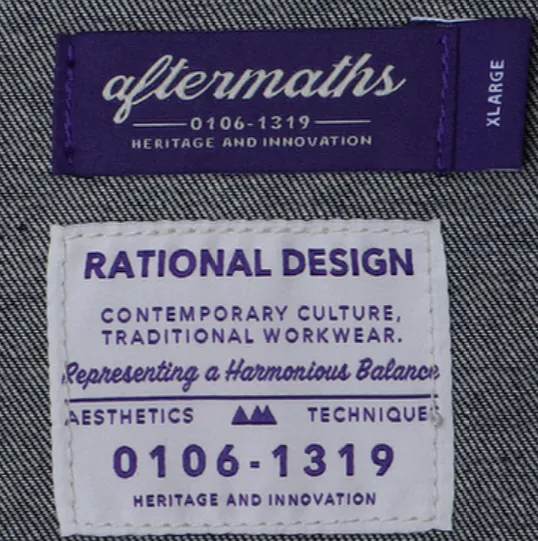 aftermaths
0106-1319
HERITAGE AND INNOVATION
XLARGE
RATIONAL DESIGN
CONTEMPORARY CULTURE,
TRADITIONAL WORKWEAR.
Representing a Harmonious Balance
AESTHETICS TECHNIQUES
0106-1319
HERITAGE AND INNOVATION